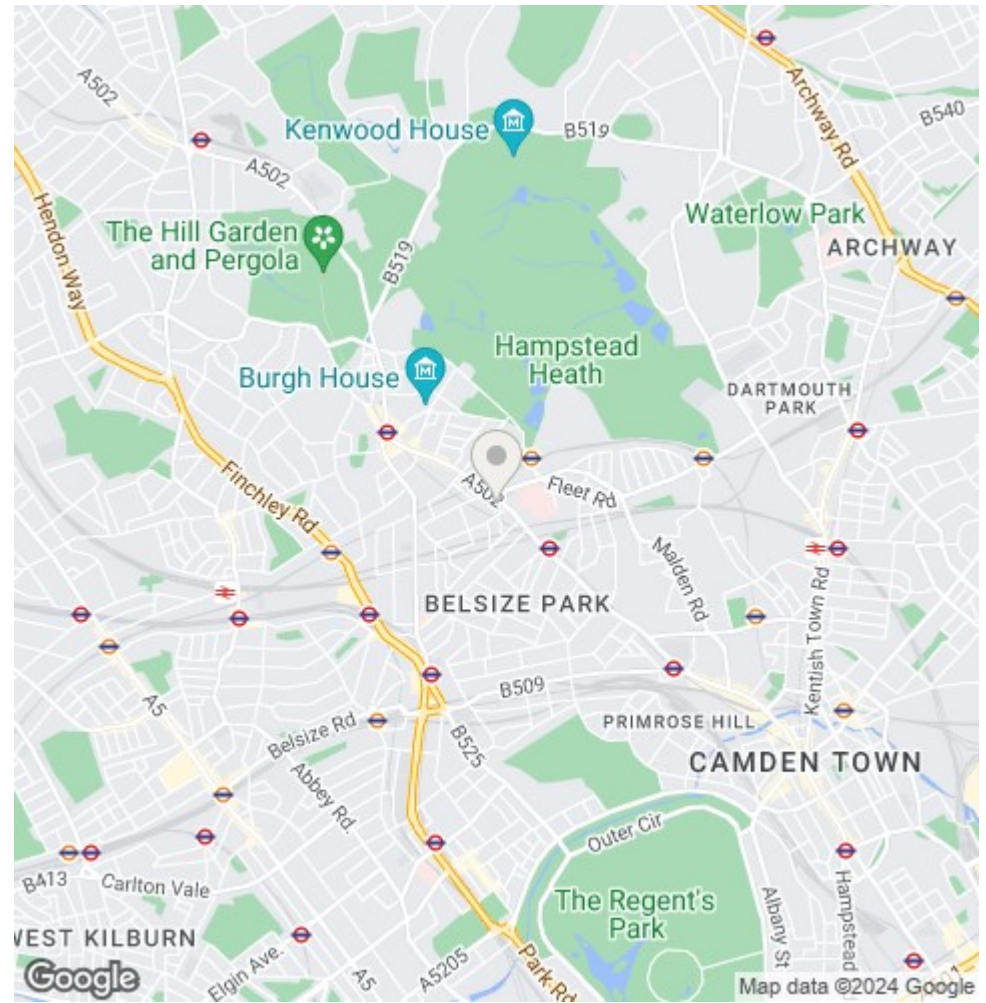 A502
Archway Rd
B540
Kenwood House
B519
A502
Hendon Way
The Hill Garden
and Pergola
B519
Waterlow Park
ARCHWAY
Burgh House
Hampstead
Heath
DARTMOUTH
PARK
A502
Fleet Rd
Finchley Rd
Malden Rd
BELSIZE PARK
Kentish Town Rd
A5
B509
Belsize Rd
B525
PRIMROSE HILL
CAMDEN TOWN
Abbey Rd.
Outer Cir
B413
Carlton Vale
The Regent's
Park
Albany St
Hampstead
WEST KILBURN
Elgin Ave.
A5
A5205
Park Rd
Google
Map data ©2024 Google